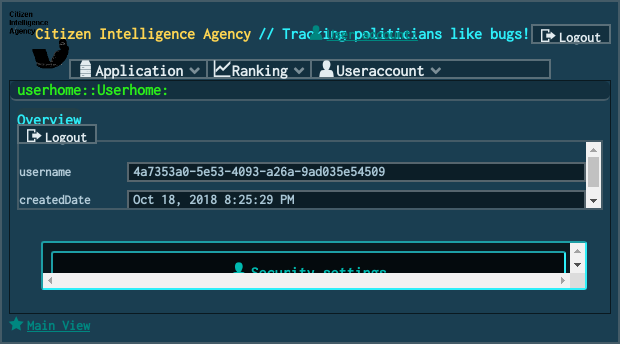 Citizen
Intelligence
Agency
Citizen Intelligence Agency // Tracking politicians like bugs!
Logout
Application
Ranking
Useraccount
userhome::Userhome:
Overview
Logout
username
4a7353a0-5e53-4093-a26a-9ad035e54509
createdDate
Oct 18, 2018 8:25:29 PM
Security settings
Main View